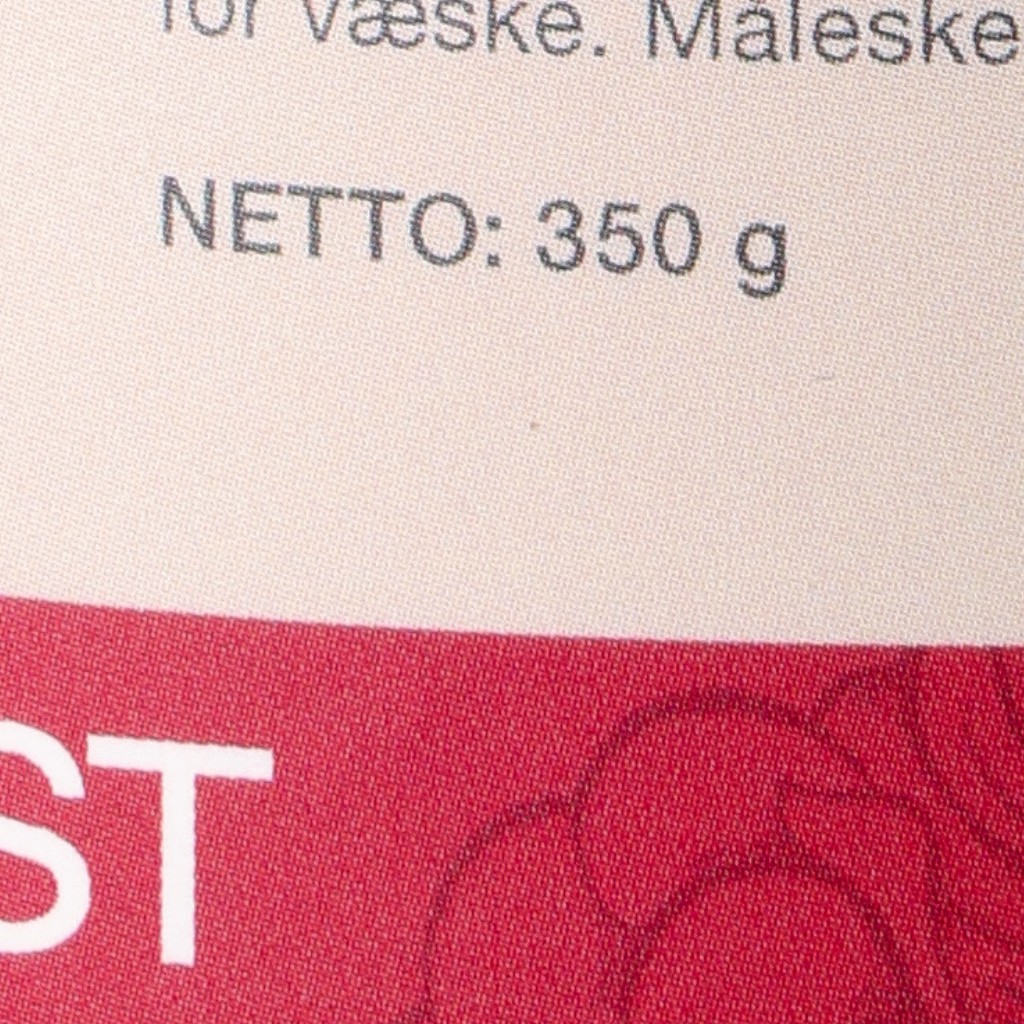 for væske. Måleske
NETTO: 350 g
ST